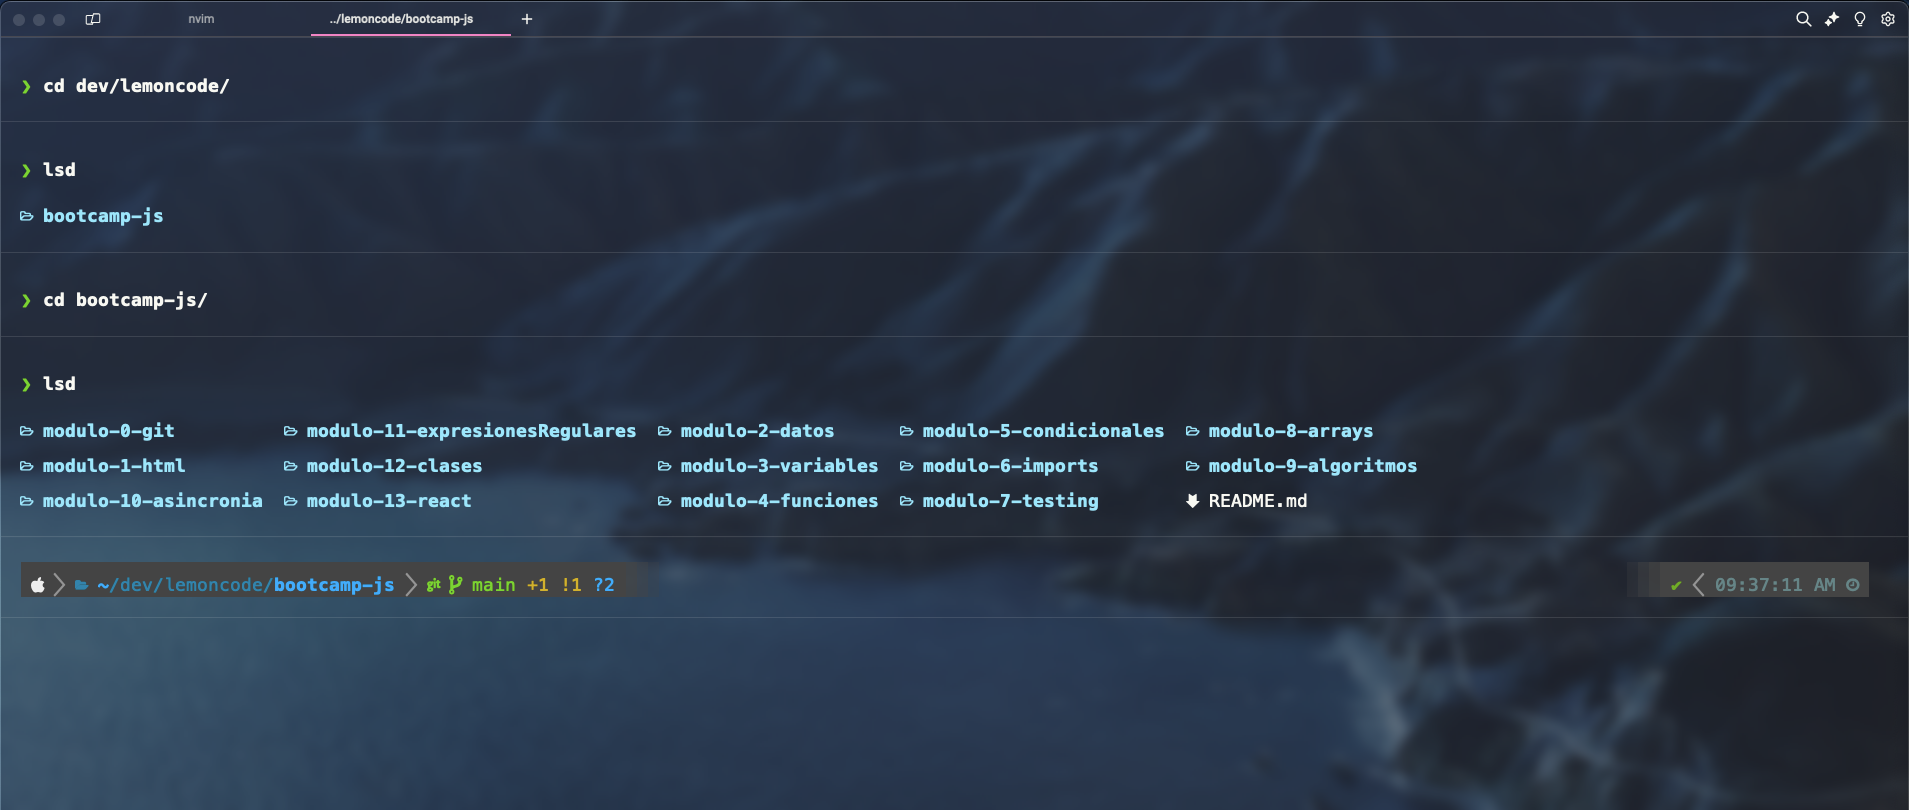 nvim ../lemoncode/bootcamp-js +
❯ cd dev/lemoncode/
❯ lsd
bootcamp-js
❯ cd bootcamp-js/
❯ lsd
modulo-0-git modulo-11-expresionesRegulares modulo-2-datos modulo-5-condicionales modulo-8-arrays
modulo-1-html modulo-12-clases modulo-3-variables modulo-6-imports modulo-9-algoritmos
modulo-10-asincronia modulo-13-react modulo-4-funciones modulo-7-testing README.md
~/dev/lemoncode/bootcamp-js git main +1 !1 ?2 ✔ 09:37:11 AM